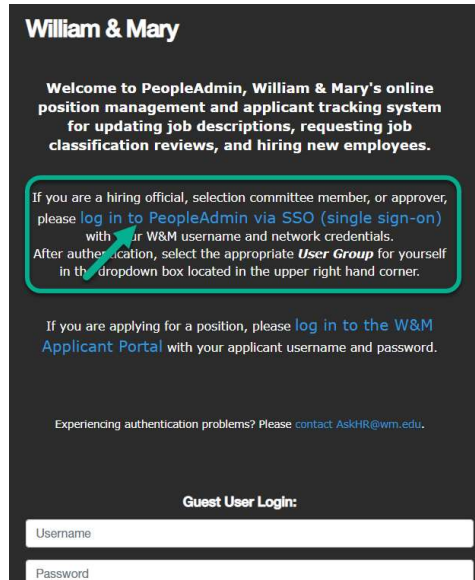 William & Mary
Welcome to PeopleAdmin, William & Mary's online
position management and applicant tracking system
for updating job descriptions, requesting job
classification reviews, and hiring new employees.
If you are a hiring official, selection committee member, or approver,
please log in to PeopleAdmin via SSO (single sign-on)
with your W&M username and network credentials.
After authentication, select the appropriate User Group for yourself
in the dropdown box located in the upper right hand corner.
If you are applying for a position, please log in to the W&M
Applicant Portal with your applicant username and password.
Experiencing authentication problems? Please contact AskHR@wm.edu.
Guest User Login:
Username
Password